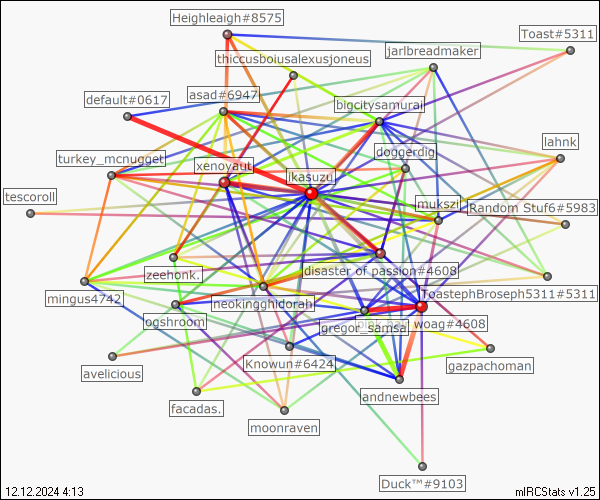 Heighleaigh#8575
Toast#5311
jarlbreadmaker
thiccusboiusalexusjoneus
default#0617
asad#6947
bigcitysamurai
turkey_mcnugget
doggerdig
lahnk
xenoyaut
ikasuzu
tescoroll
mukszi
Random Stuf6#5983
zeehonk.
disaster of passion#4608
mingus4742
neokingghidorah
ToastephBroseph5311#5311
ogshroom
gregor_samsa
woag#4608
Knowun#6424
gazpachoman
avelicious
andnewbees
facadas.
moonraven
Duck™#9103
12.12.2024 4:13
mIRCStats v1.25